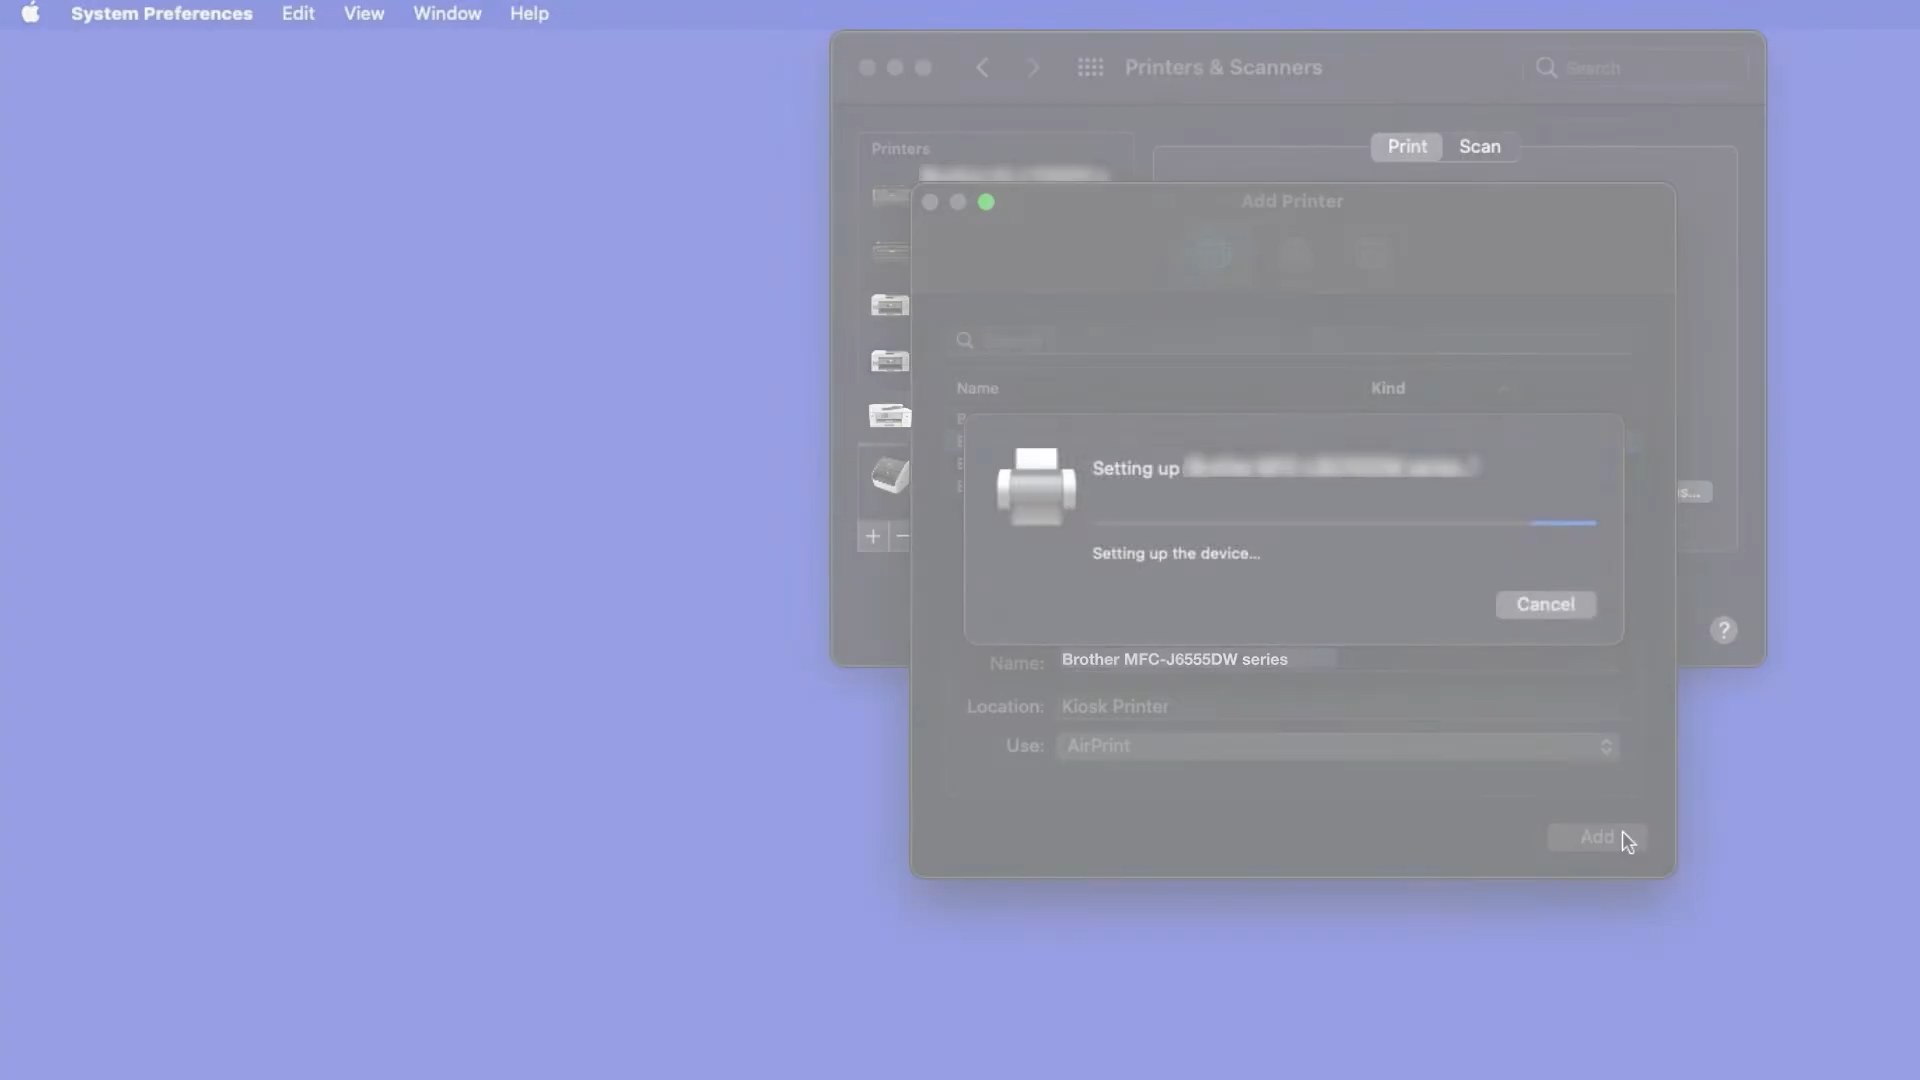 System Preferences Edit View Window Help
Printers & Scanners
Search
Printers
Print Scan
Add Printer
Name Kind
Setting up
s...
+ −
Setting up the device...
Cancel
?
Name: Brother MFC-J6555DW series
Location: Kiosk Printer
Use: AirPrint
Add